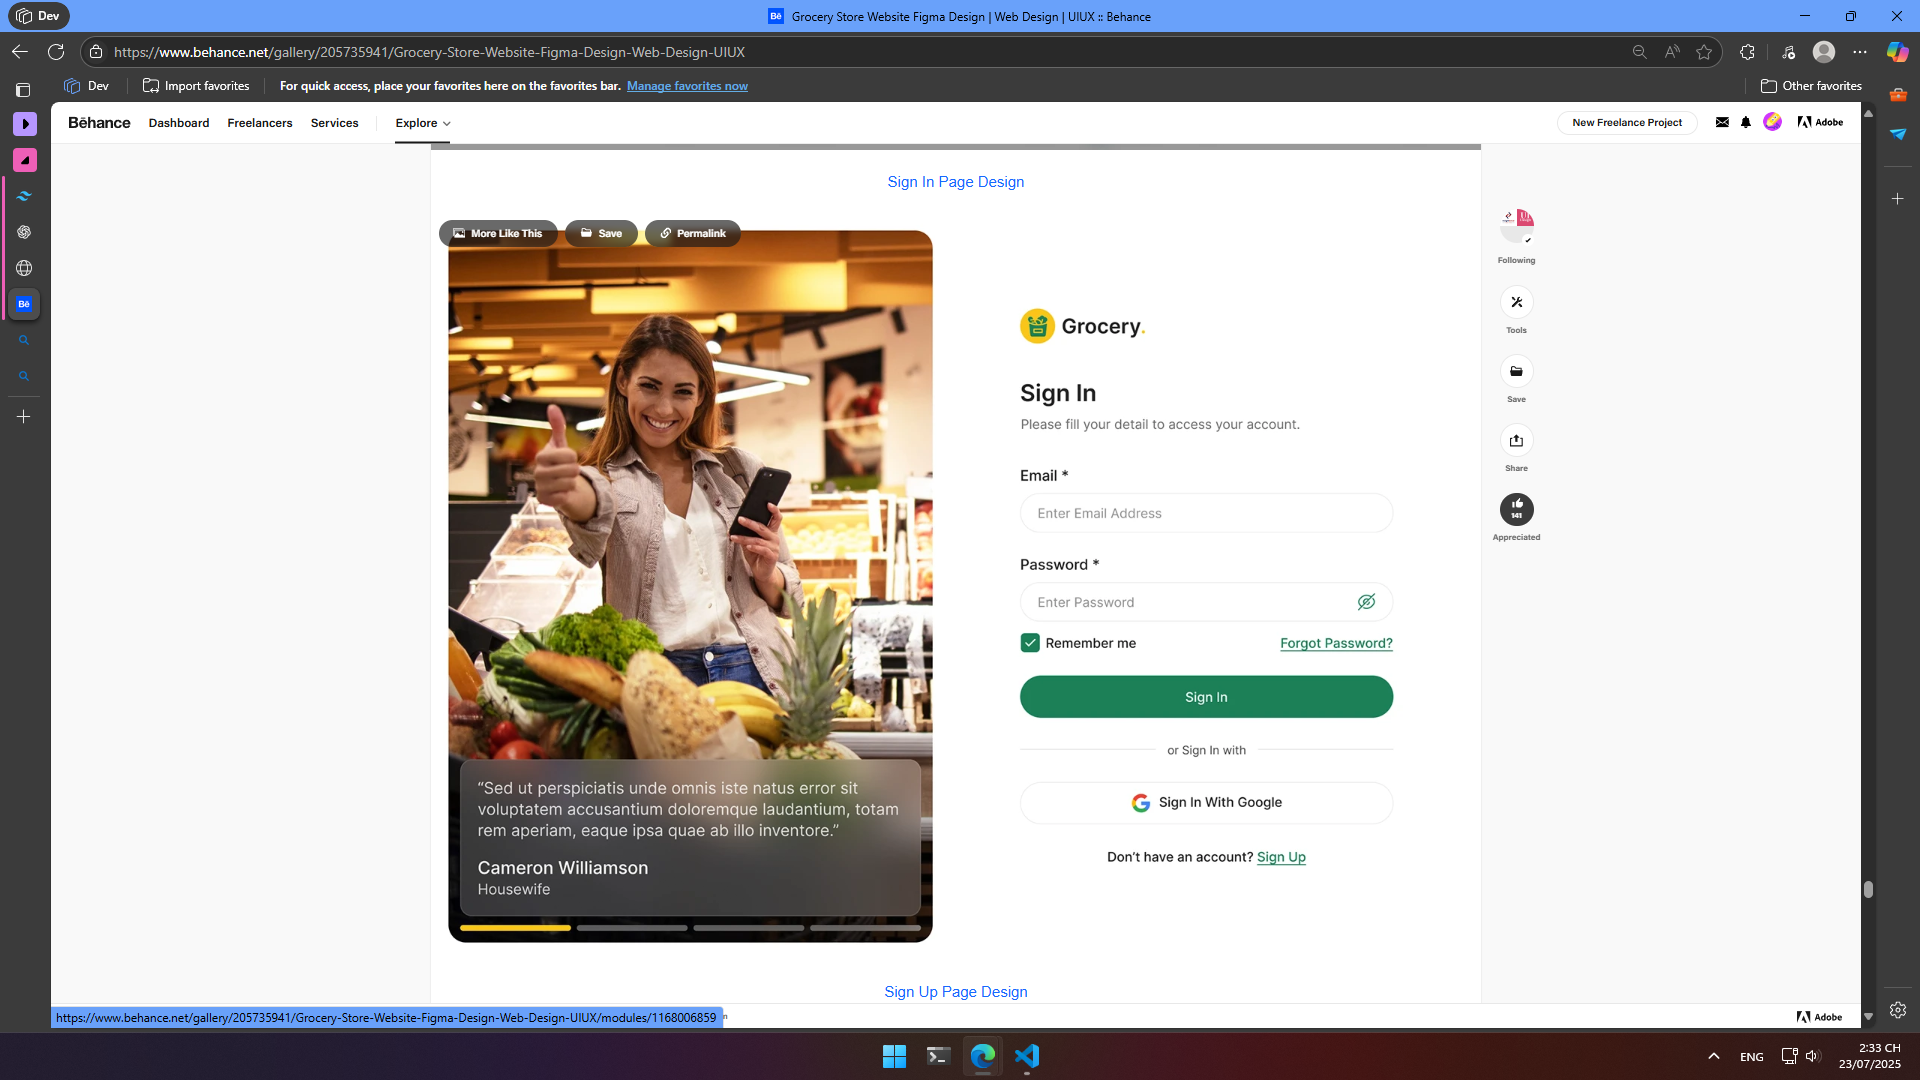 Dev
Bē
Grocery Store Website Figma Design | Web Design | UIUX :: Behance
https://www.behance.net/gallery/205735941/Grocery-Store-Website-Figma-Design-Web-Design-UIUX
Dev
Import favorites
For quick access, place your favorites here on the favorites bar. Manage favorites now
Other favorites
Bēhance
Dashboard
Freelancers
Services
Explore
New Freelance Project
Adobe
Sign In Page Design
More Like This
Save
Permalink
Following
Tools
Save
Share
141
Appreciated
Bē
Grocery.
Sign In
Please fill your detail to access your account.
Email *
Enter Email Address
Password *
Enter Password
Remember me
Forgot Password?
Sign In
or Sign In with
Sign In With Google
Don't have an account? Sign Up
“Sed ut perspiciatis unde omnis iste natus error sit
voluptatem accusantium doloremque laudantium, totam
rem aperiam, eaque ipsa quae ab illo inventore.”
Cameron Williamson
Housewife
Sign Up Page Design
https://www.behance.net/gallery/205735941/Grocery-Store-Website-Figma-Design-Web-Design-UIUX/modules/1168006859
Adobe
ENG
2:33 CH
23/07/2025